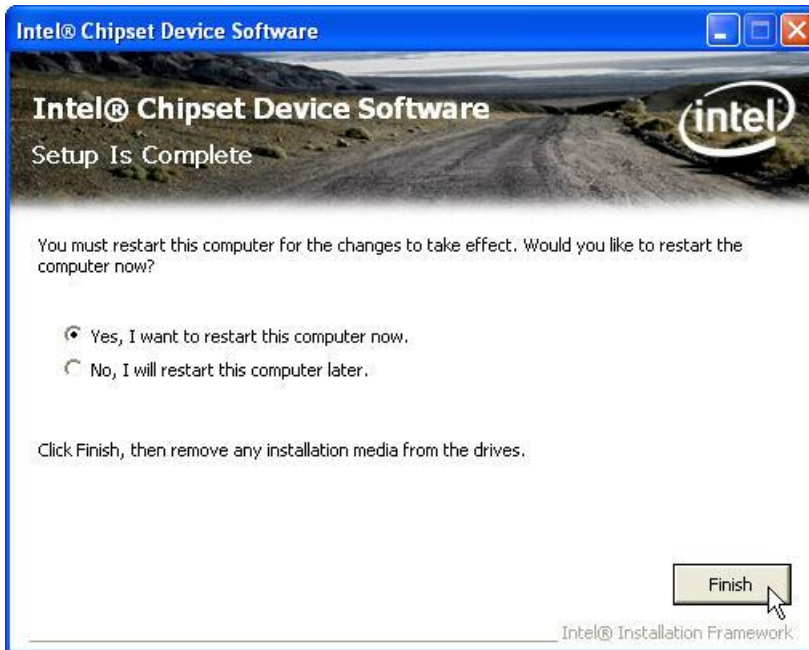 Intel® Chipset Device Software
Intel® Chipset Device Software
intel
Setup Is Complete
You must restart this computer for the changes to take effect. Would you like to restart the
computer now?
Yes, I want to restart this computer now.
No, I will restart this computer later.
Click Finish, then remove any installation media from the drives.
Finish
Intel® Installation Framework